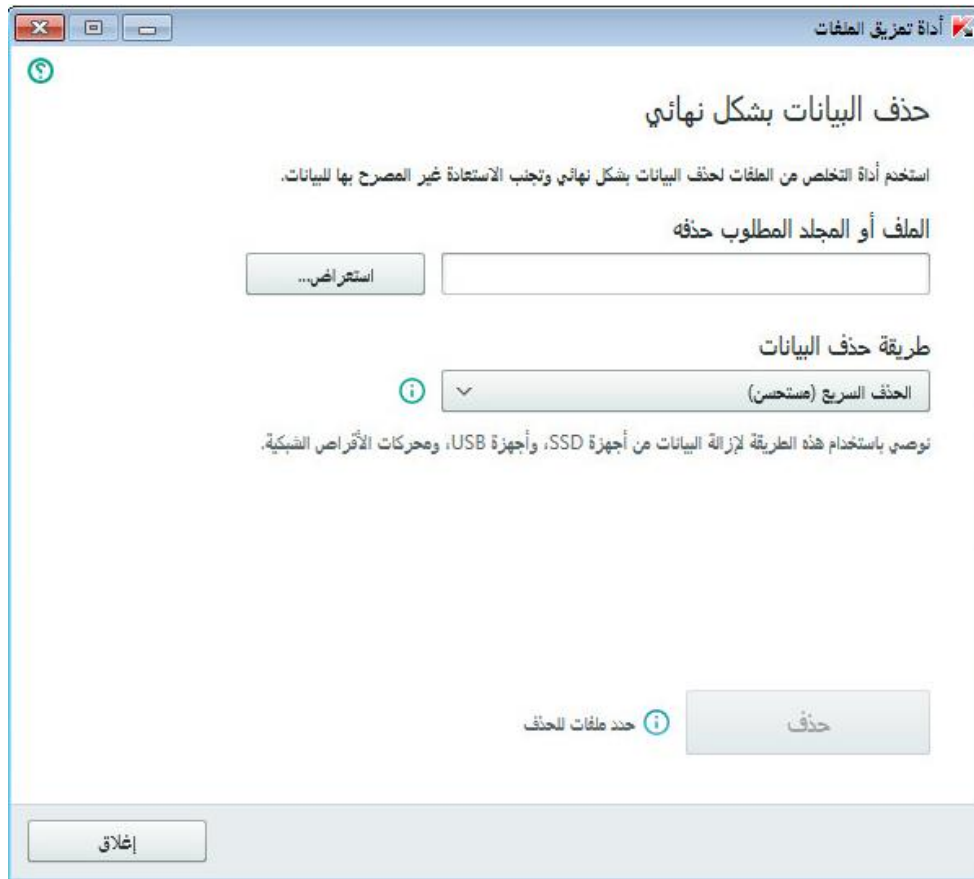 أداة تمزيق الملفات
حذف البيانات بشكل نهائي
استخدم أداة التخلص من الملفات لحذف البيانات بشكل نهائي وتجنب الاستعادة غير المصرح بها للبيانات.
الملف أو المجلد المطلوب حذفه
استعراض...
طريقة حذف البيانات
الحذف السريع (مستحسن)
نوصي باستخدام هذه الطريقة لإزالة البيانات من أجهزة SSD، وأجهزة USB، ومحركات الأقراص الشبكية.
حذف
حدد ملفات للحذف
إغلاق